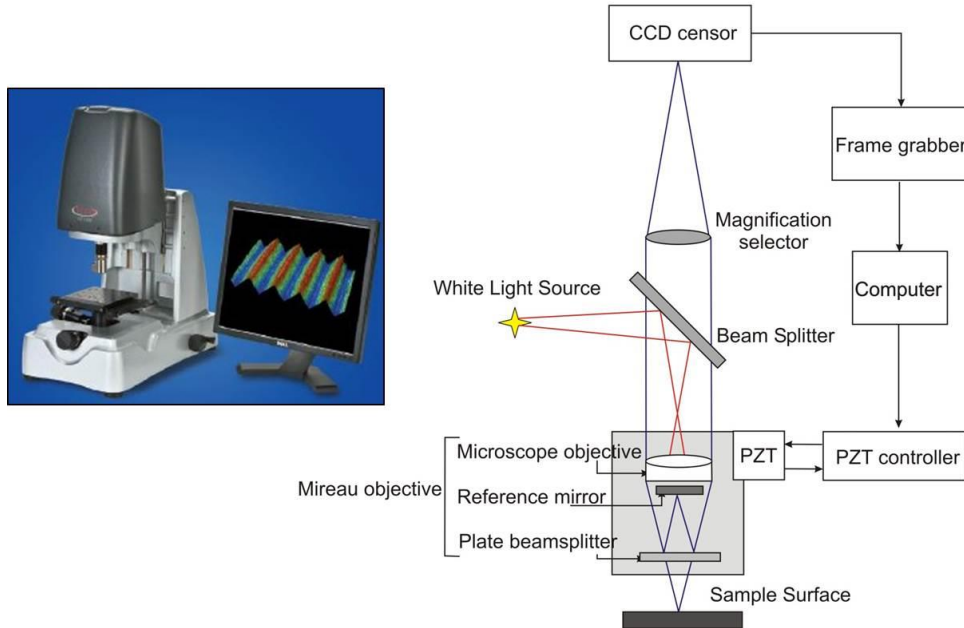 CCD censor
Frame grabber
Magnification
selector
White Light Source
Computer
Beam Splitter
Microscope objective
PZT
PZT controller
Mireau objective
Reference mirror
Plate beamsplitter
Sample Surface
DELL